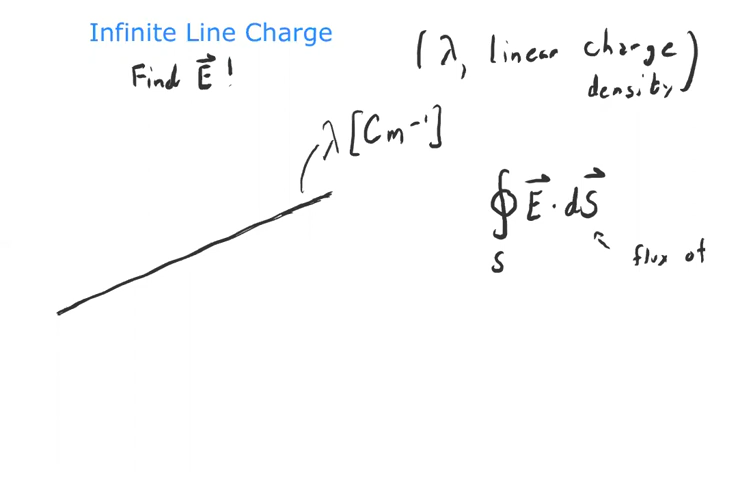 Infinite Line Charge
Find E⃗ !
(λ, linear charge
density)
λ [Cm⁻¹]
∮ E⃗ · dS⃗
S
flux of